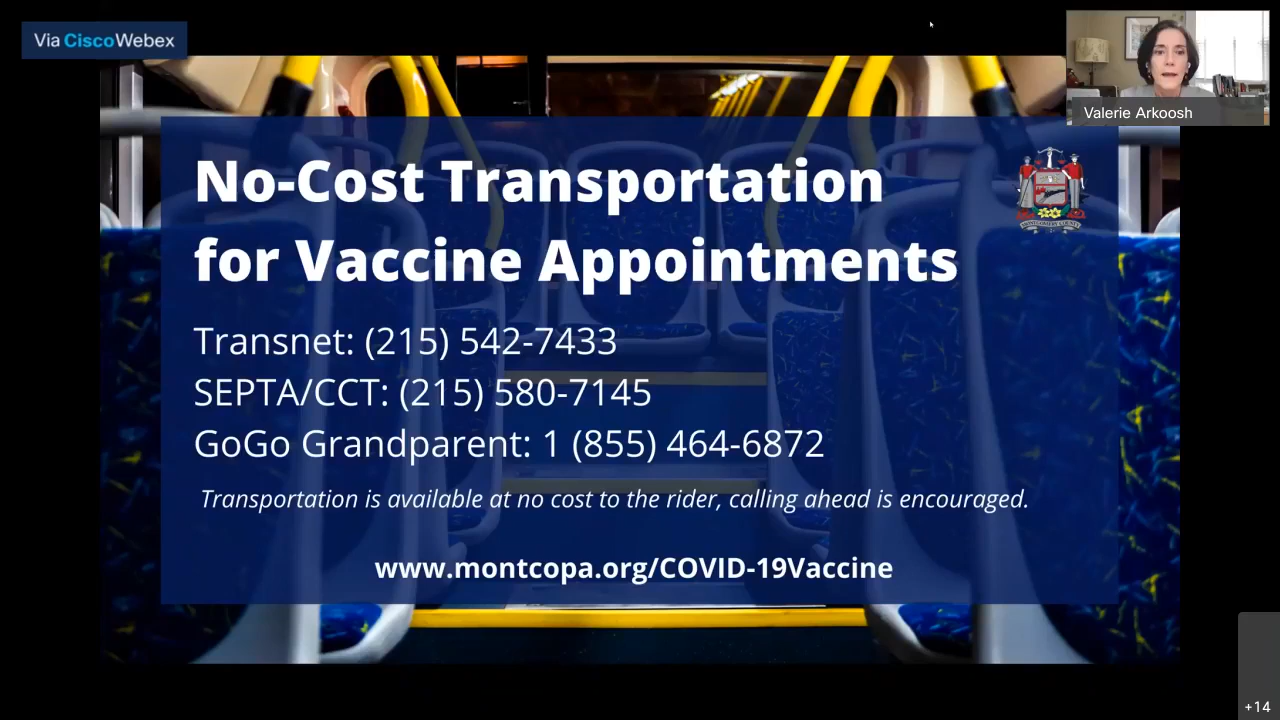 Via CiscoWebex
Valerie Arkoosh
No-Cost Transportation
for Vaccine Appointments
MONTGOMERY COUNTY
Transnet: (215) 542-7433
SEPTA/CCT: (215) 580-7145
GoGo Grandparent: 1 (855) 464-6872
Transportation is available at no cost to the rider, calling ahead is encouraged.
www.montcopa.org/COVID-19Vaccine
+14